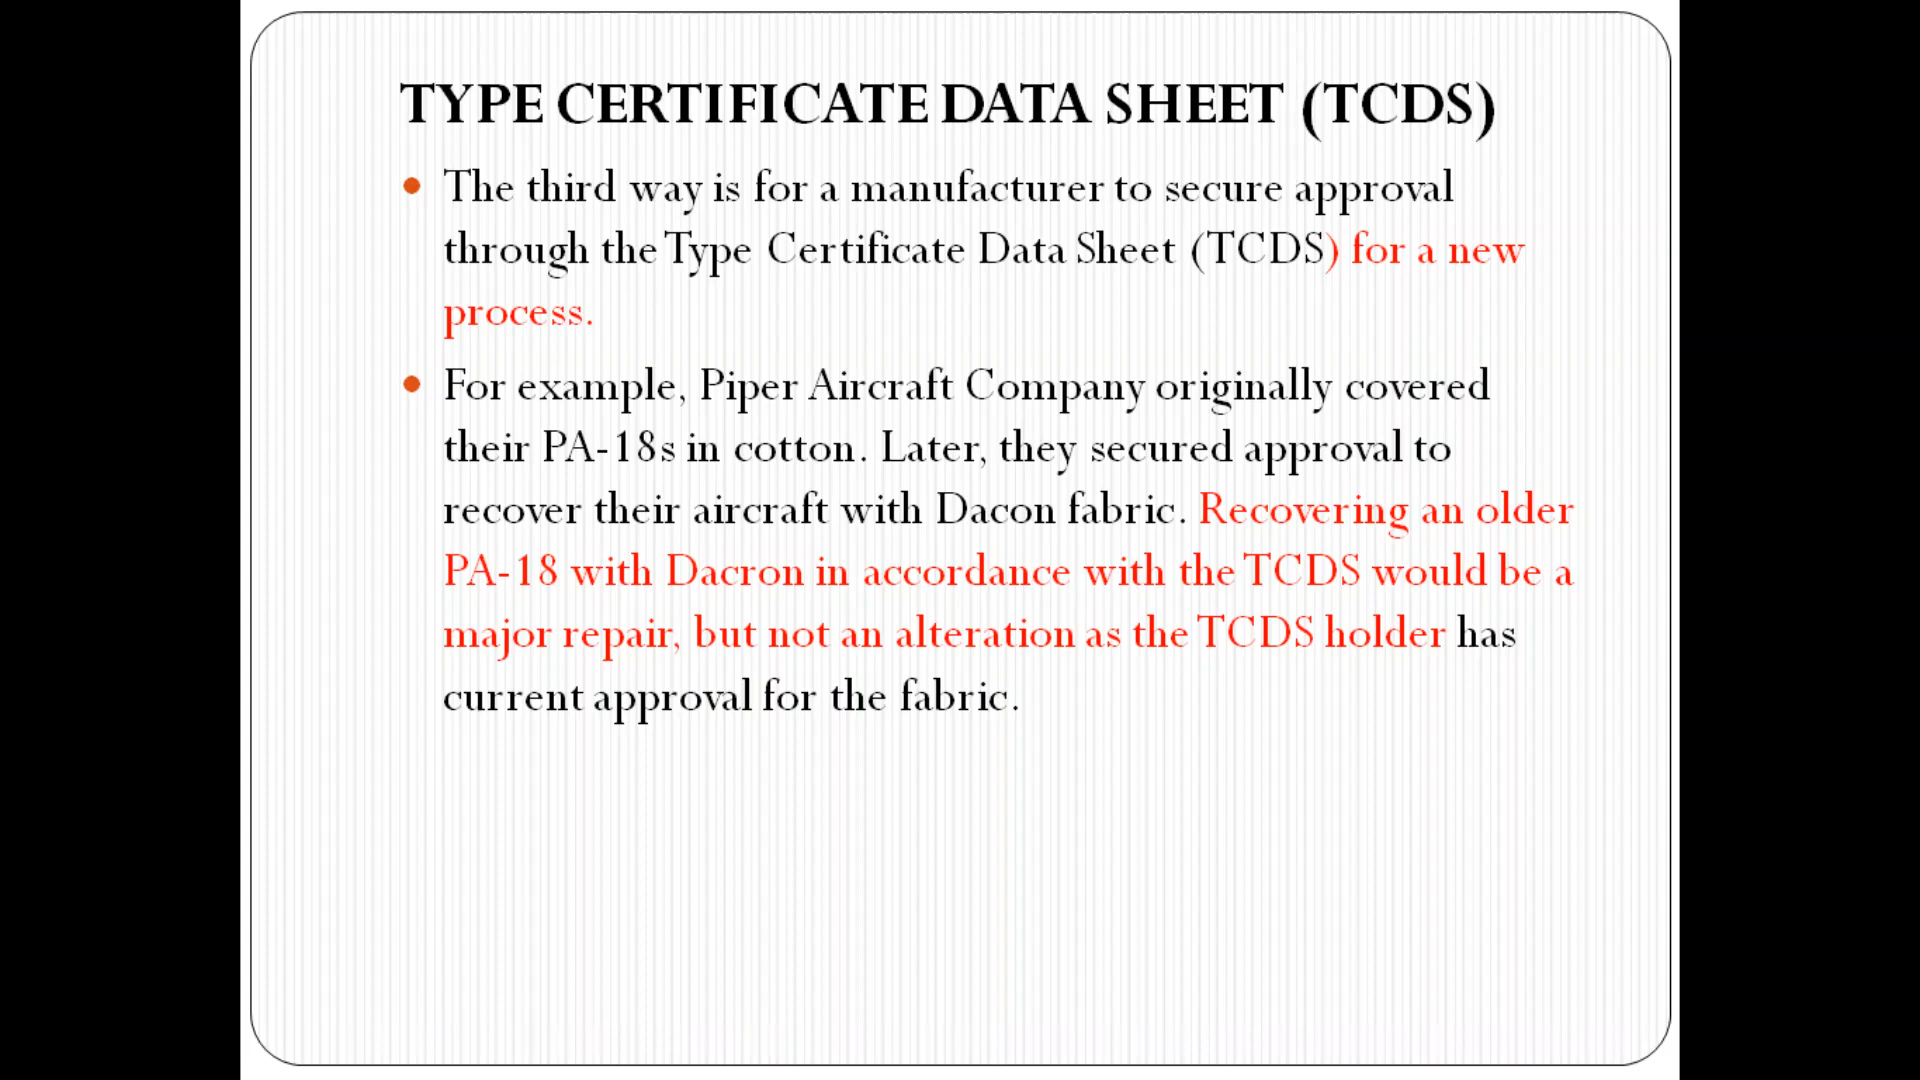 TYPE CERTIFICATE DATA SHEET (TCDS)
• The third way is for a manufacturer to secure approval
through the Type Certificate Data Sheet (TCDS) for a new
process.
• For example, Piper Aircraft Company originally covered
their PA-18s in cotton. Later, they secured approval to
recover their aircraft with Dacon fabric. Recovering an older
PA-18 with Dacron in accordance with the TCDS would be a
major repair, but not an alteration as the TCDS holder has
current approval for the fabric.